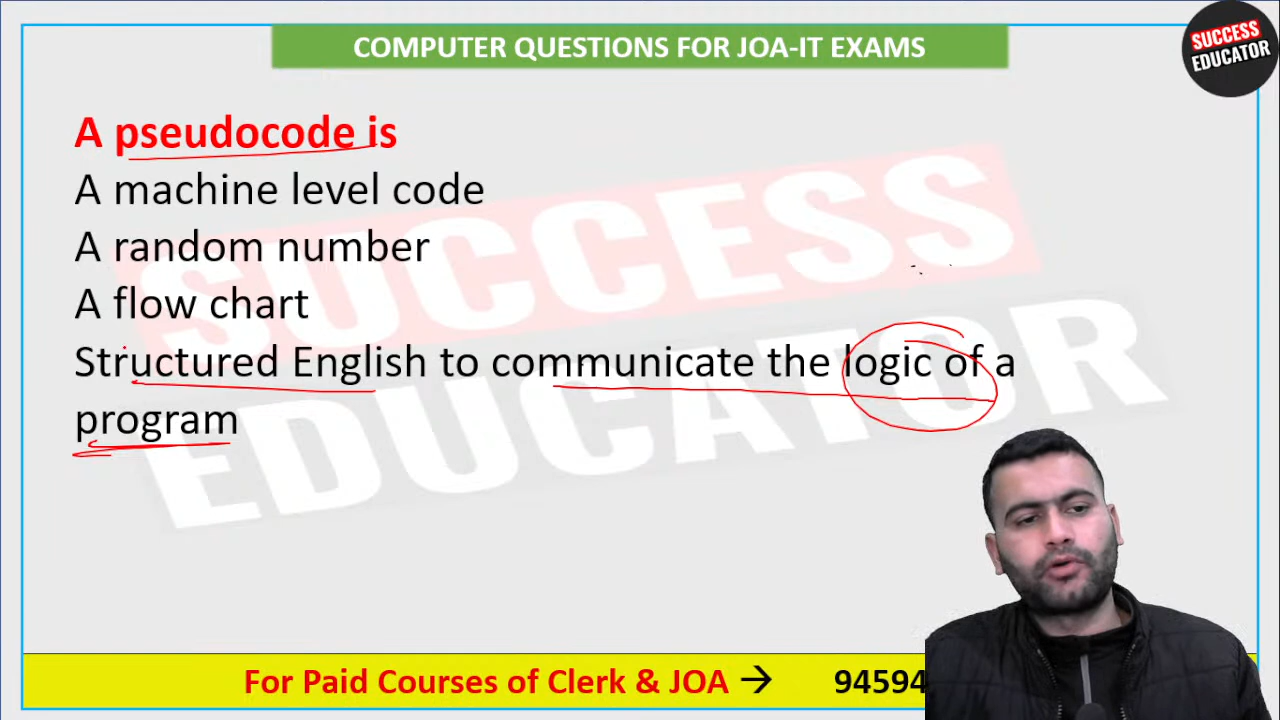 COMPUTER QUESTIONS FOR JOA-IT EXAMS
SUCCESS
EDUCATOR
A pseudocode is
A machine level code
A random number
A flow chart
Structured English to communicate the logic of a
program
SUCCESS
EDUCATOR
For Paid Courses of Clerk & JOA → 94594